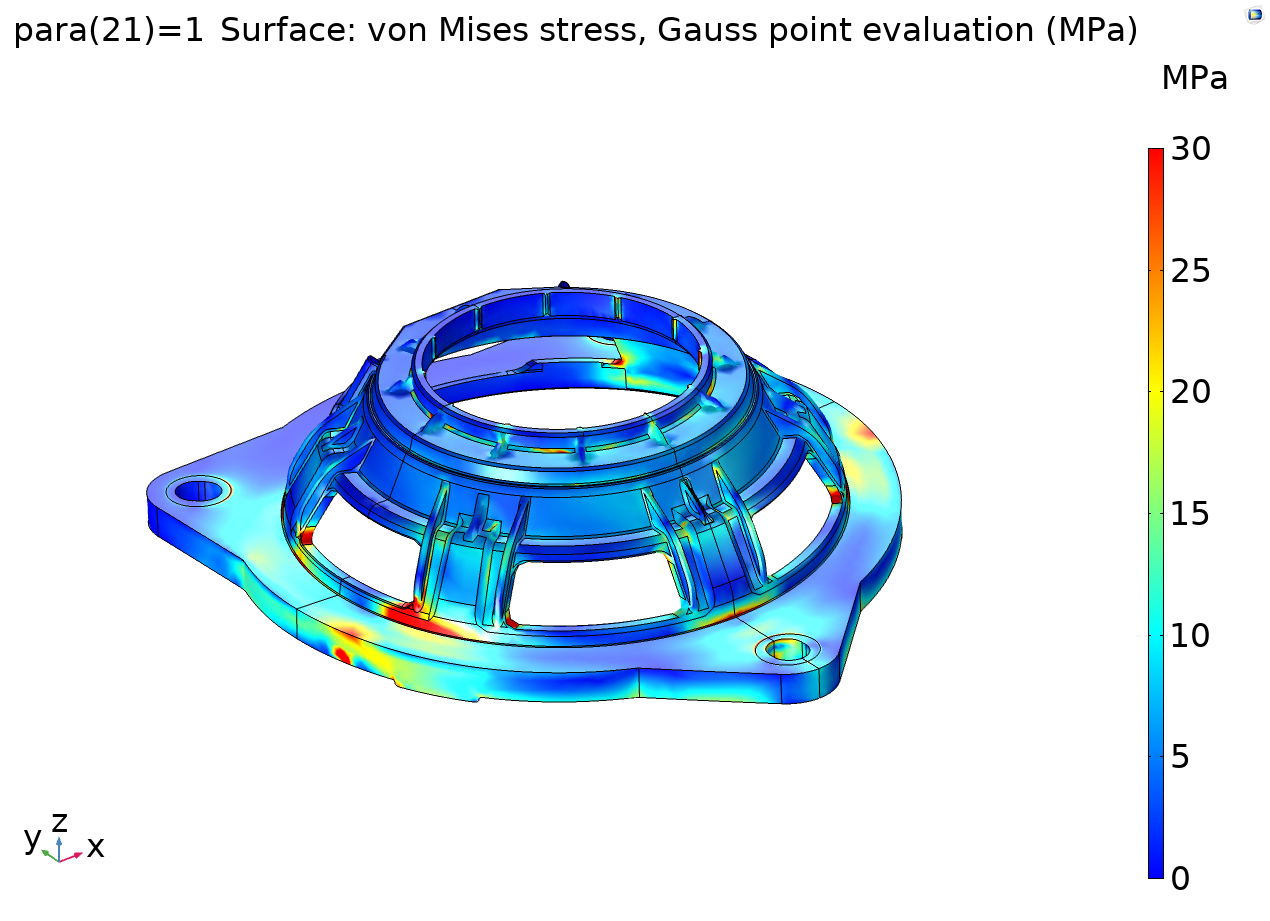 para(21)=1 Surface: von Mises stress, Gauss point evaluation (MPa)
MPa
30
25
20
15
10
5
0
z
y
x